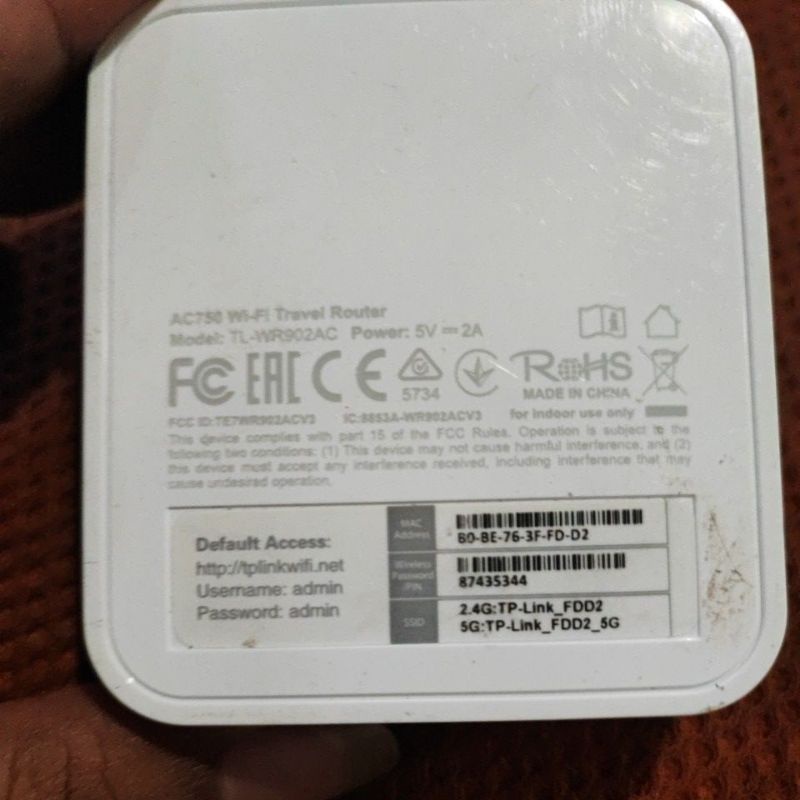 AC750 Wi-Fi Travel Router
Model: TL-WR902AC Power: 5V 2A
FC EAC CE 5734 RoHS
MADE IN CHINA
FCC ID:TE7WR902ACV3 IC:8853A-WR902ACV3 for indoor use only
This device complies with part 15 of the FCC Rules. Operation is subject to the
following two conditions: (1) This device may not cause harmful interference, and (2)
this device must accept any interference received, including interference that may
cause undesired operation.
Default Access:
http://tplinkwifi.net
Username: admin
Password: admin
MAC
Address
B0-BE-76-3F-FD-D2
Wireless
Password
/PIN
87435344
SSID
2.4G:TP-Link_FDD2
5G:TP-Link_FDD2_5G